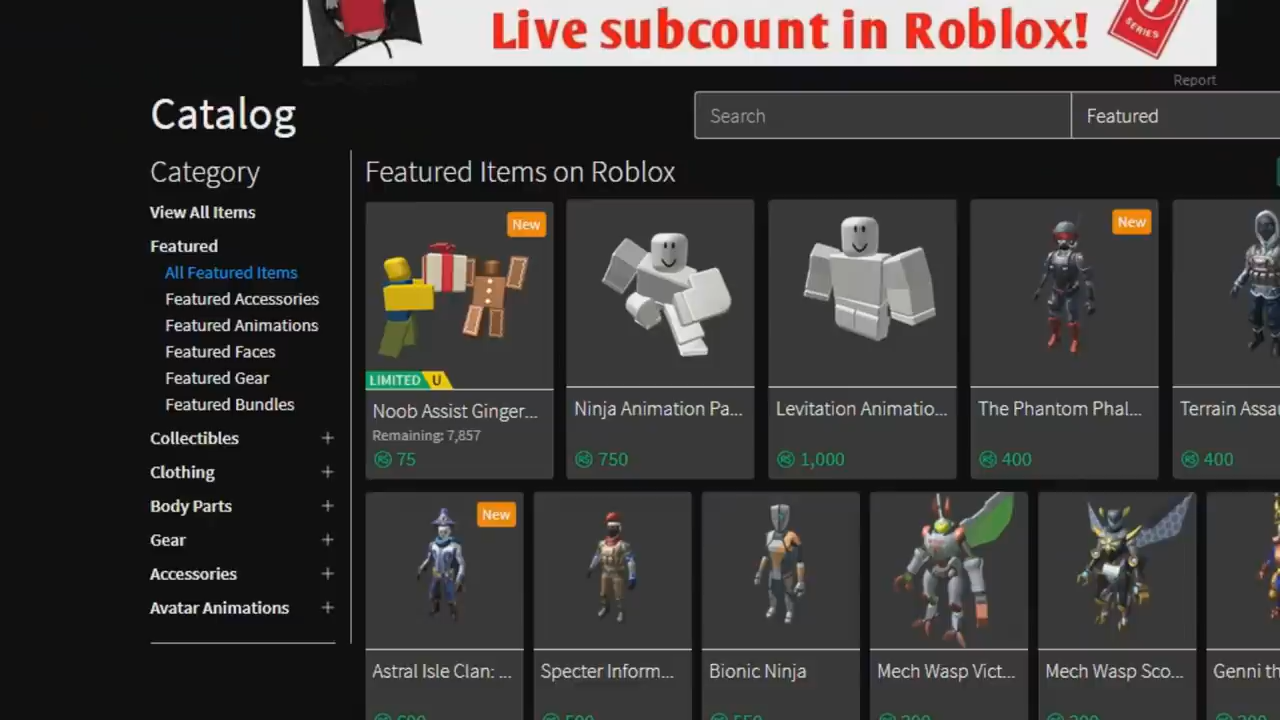 Live subcount in Roblox!
SERIES
Report
Catalog
Search
Featured
Category
Featured Items on Roblox
View All Items
Featured
All Featured Items
Featured Accessories
Featured Animations
Featured Faces
Featured Gear
Featured Bundles
Collectibles +
Clothing +
Body Parts +
Gear +
Accessories +
Avatar Animations +
New
LIMITED U
Noob Assist Ginger...
Remaining: 7,857
R$ 75
Ninja Animation Pa...
R$ 750
Levitation Animatio...
R$ 1,000
New
The Phantom Phal...
R$ 400
Terrain Assau
R$ 400
New
Astral Isle Clan: ...
Specter Inform...
Bionic Ninja
Mech Wasp Vict...
Mech Wasp Sco...
Genni th